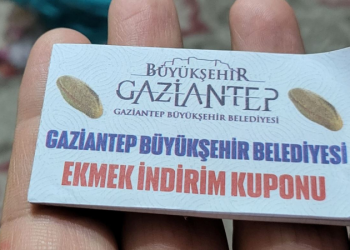 BÜYÜKŞEHİR
GAZİANTEP
GAZİANTEP BÜYÜKŞEHİR BELEDİYESİ
GAZİANTEP BÜYÜKŞEHİR BELEDİYESİ
EKMEK İNDİRİM KUPONU